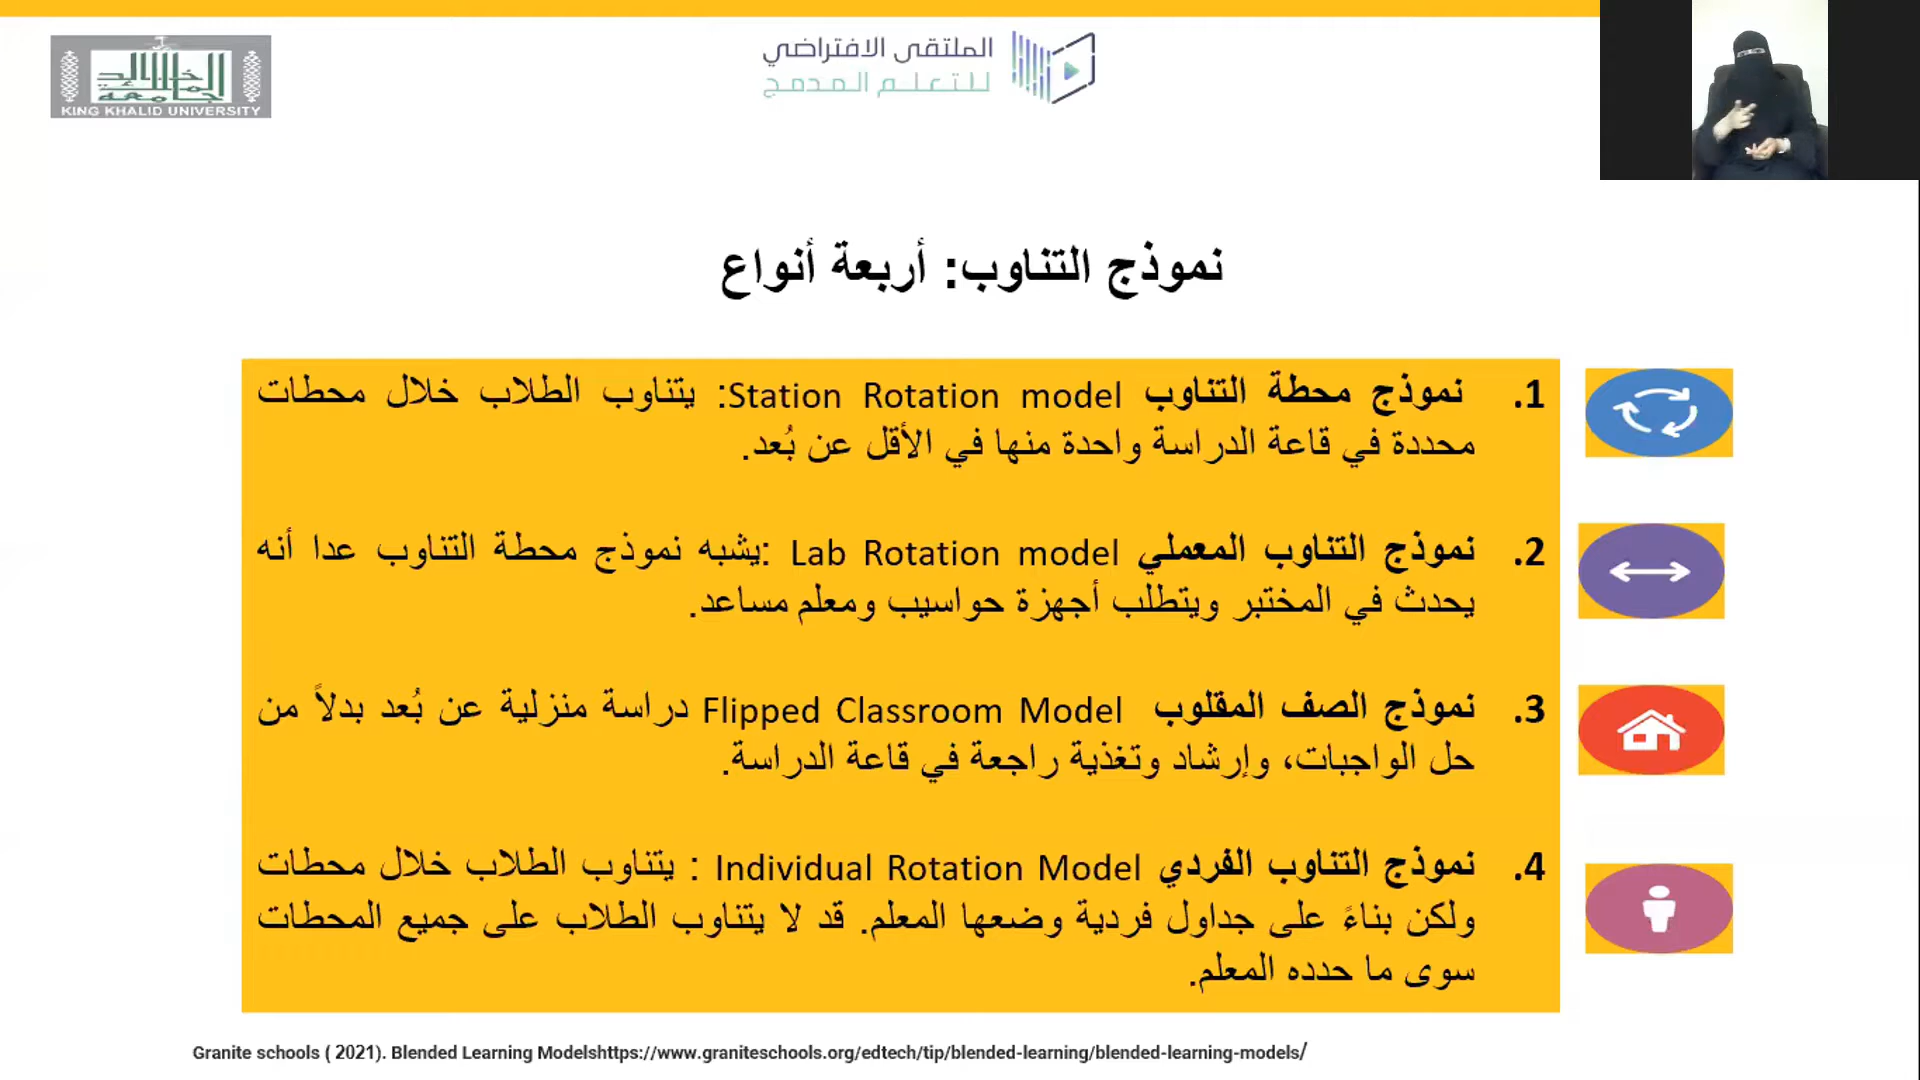 جامعة الملك خالد
KING KHALID UNIVERSITY
الملتقى الافتراضي
للتعلم المدمج
نموذج التناوب: أربعة أنواع
1. نموذج محطة التناوب Station Rotation model: يتناوب الطلاب خلال محطات
محددة في قاعة الدراسة واحدة منها في الأقل عن بُعد.
2. نموذج التناوب المعملي Lab Rotation model :يشبه نموذج محطة التناوب عدا أنه
يحدث في المختبر ويتطلب أجهزة حواسيب ومعلم مساعد.
3. نموذج الصف المقلوب Flipped Classroom Model دراسة منزلية عن بُعد بدلاً من
حل الواجبات، وإرشاد وتغذية راجعة في قاعة الدراسة.
4. نموذج التناوب الفردي Individual Rotation Model : يتناوب الطلاب خلال محطات
ولكن بناءً على جداول فردية وضعها المعلم. قد لا يتناوب الطلاب على جميع المحطات
سوى ما حدده المعلم.
Granite schools ( 2021). Blended Learning Modelshttps://www.graniteschools.org/edtech/tip/blended-learning/blended-learning-models/